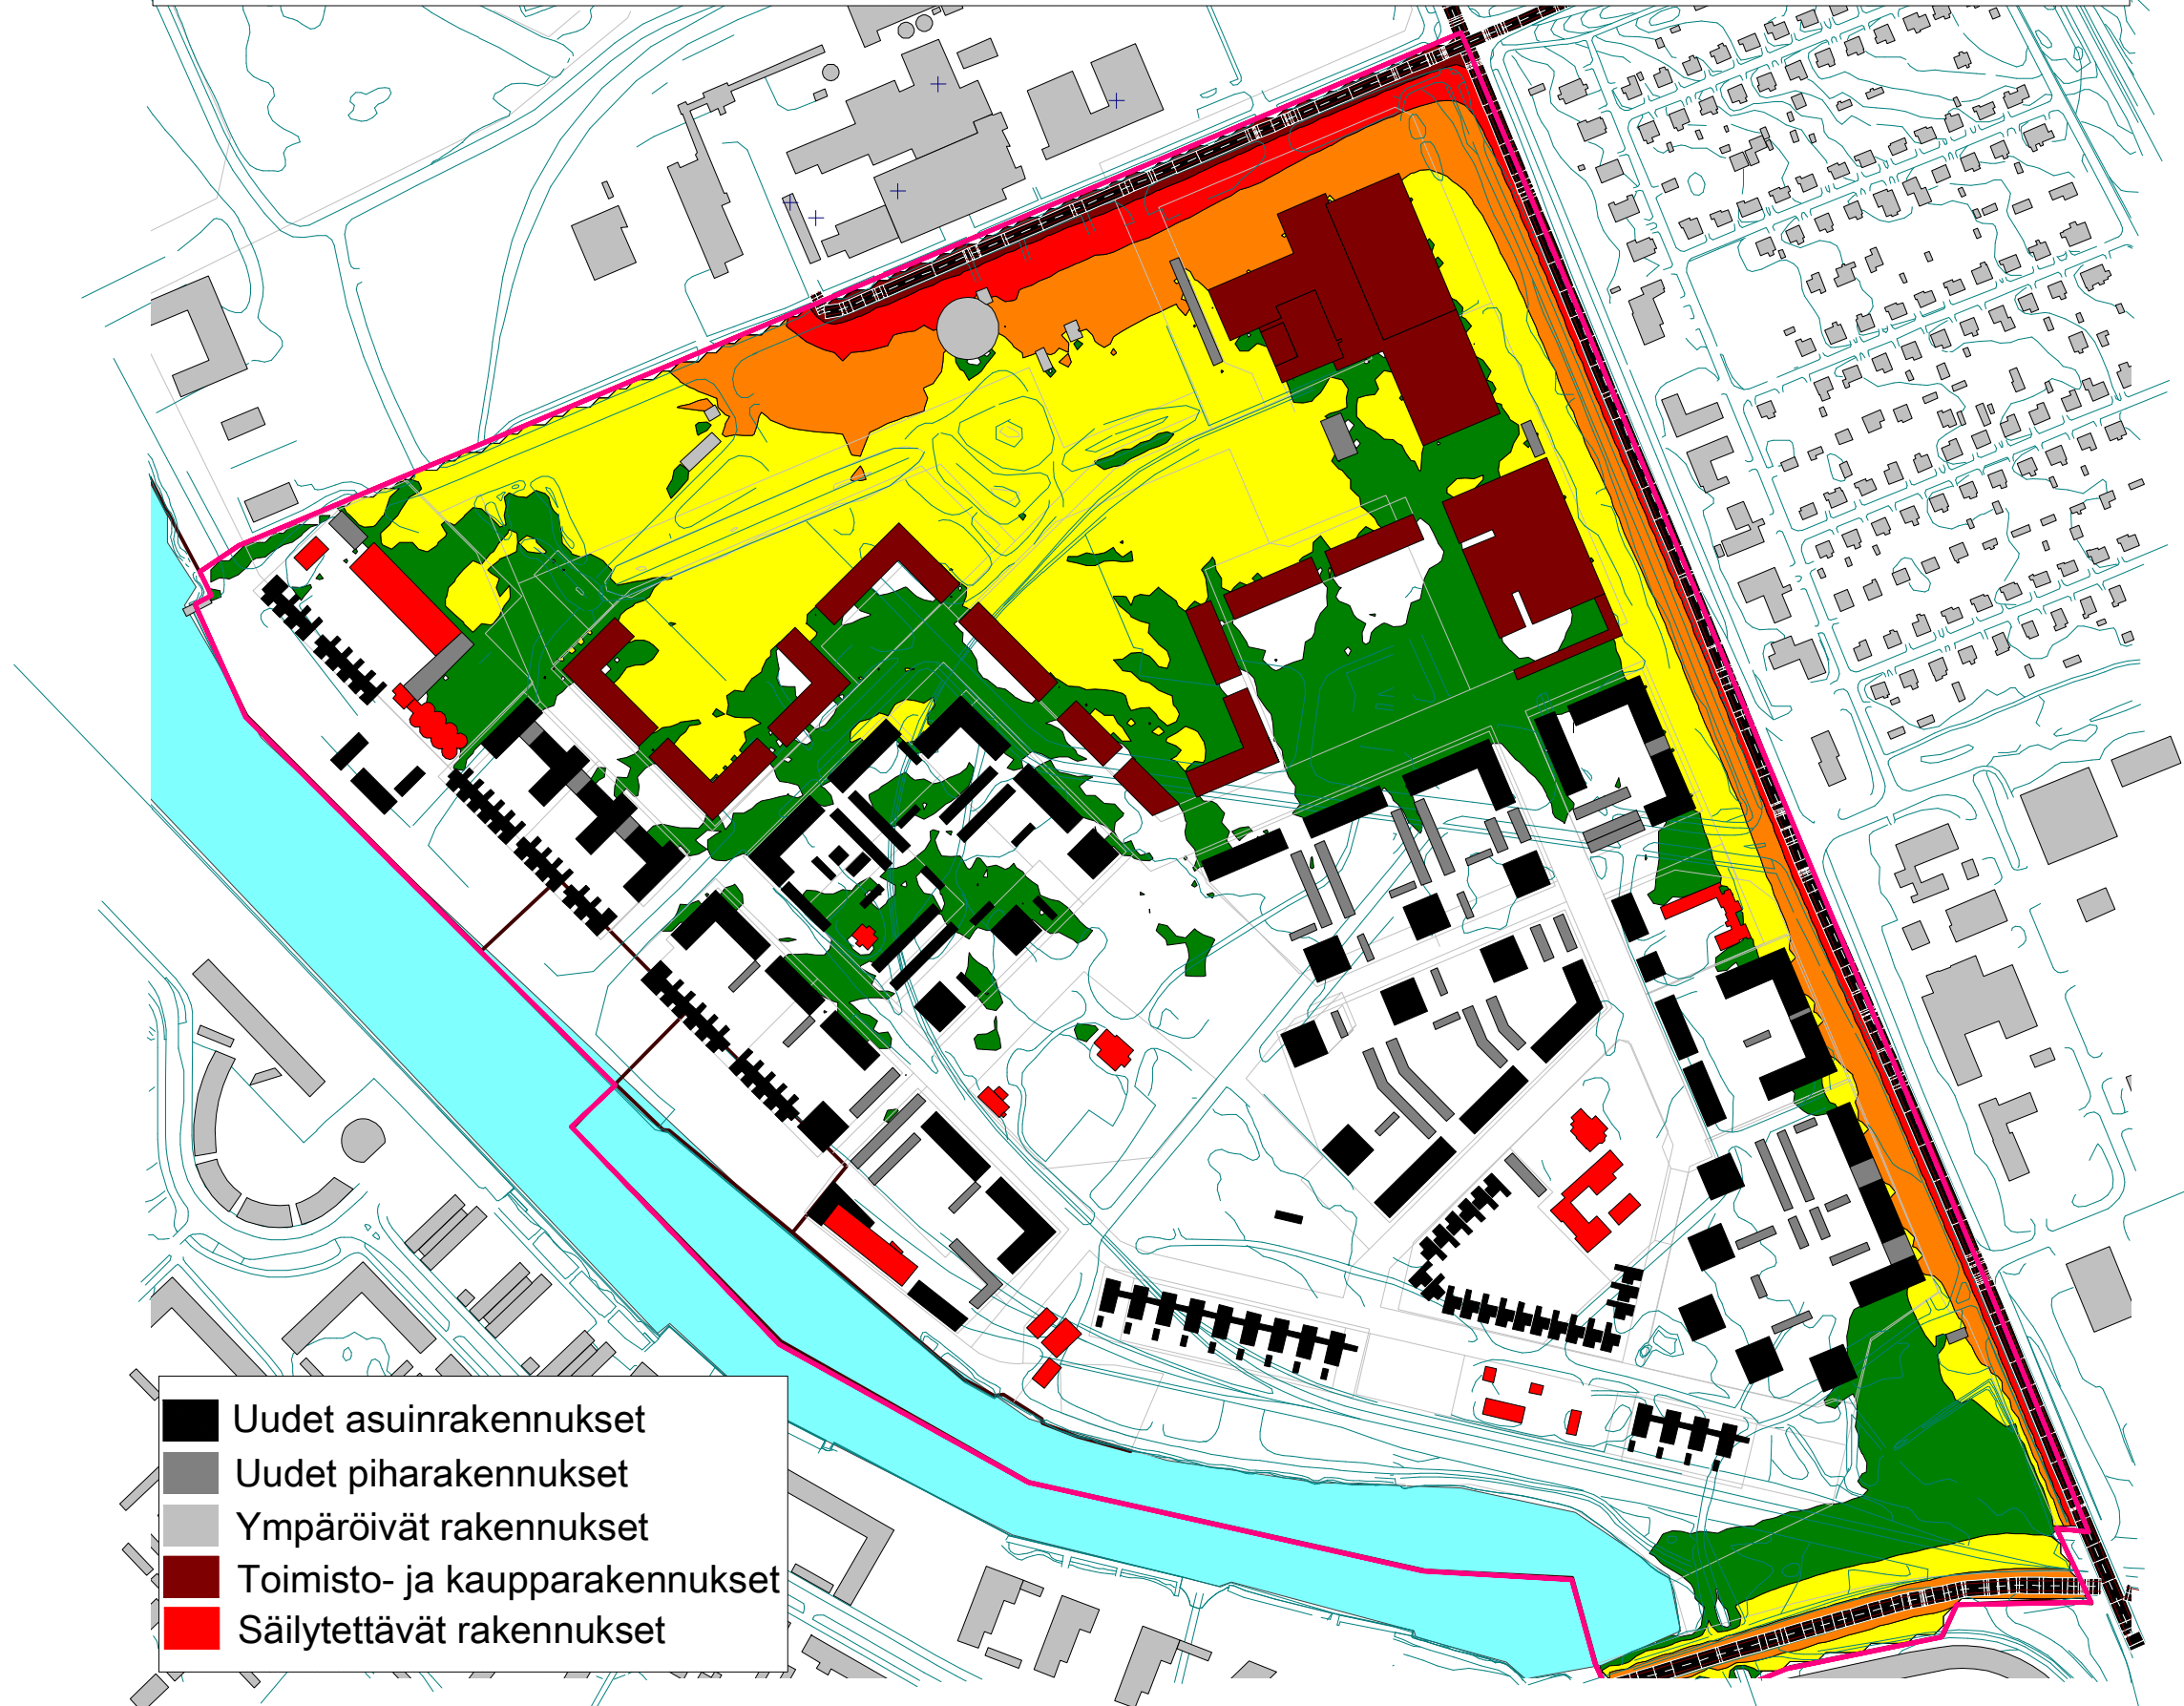 Uudet asuinrakennukset
Uudet piharakennukset
Ympäröivät rakennukset
Toimisto- ja kaupparakennukset
Säilytettävät rakennukset